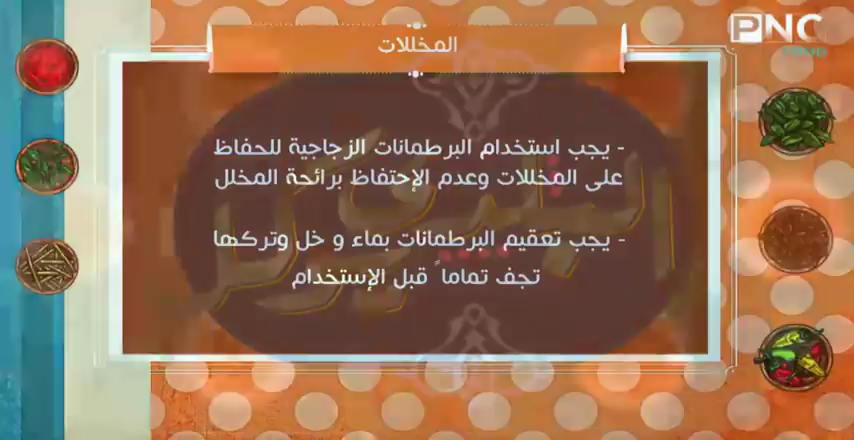 PNC
FOOD
المخللات
- يجب استخدام البرطمانات الزجاجية للحفاظ
على المخللات وعدم الإحتفاظ برائحة المخلل
- يجب تعقيم البرطمانات بماء و خل وتركها
تجف تماماً قبل الإستخدام